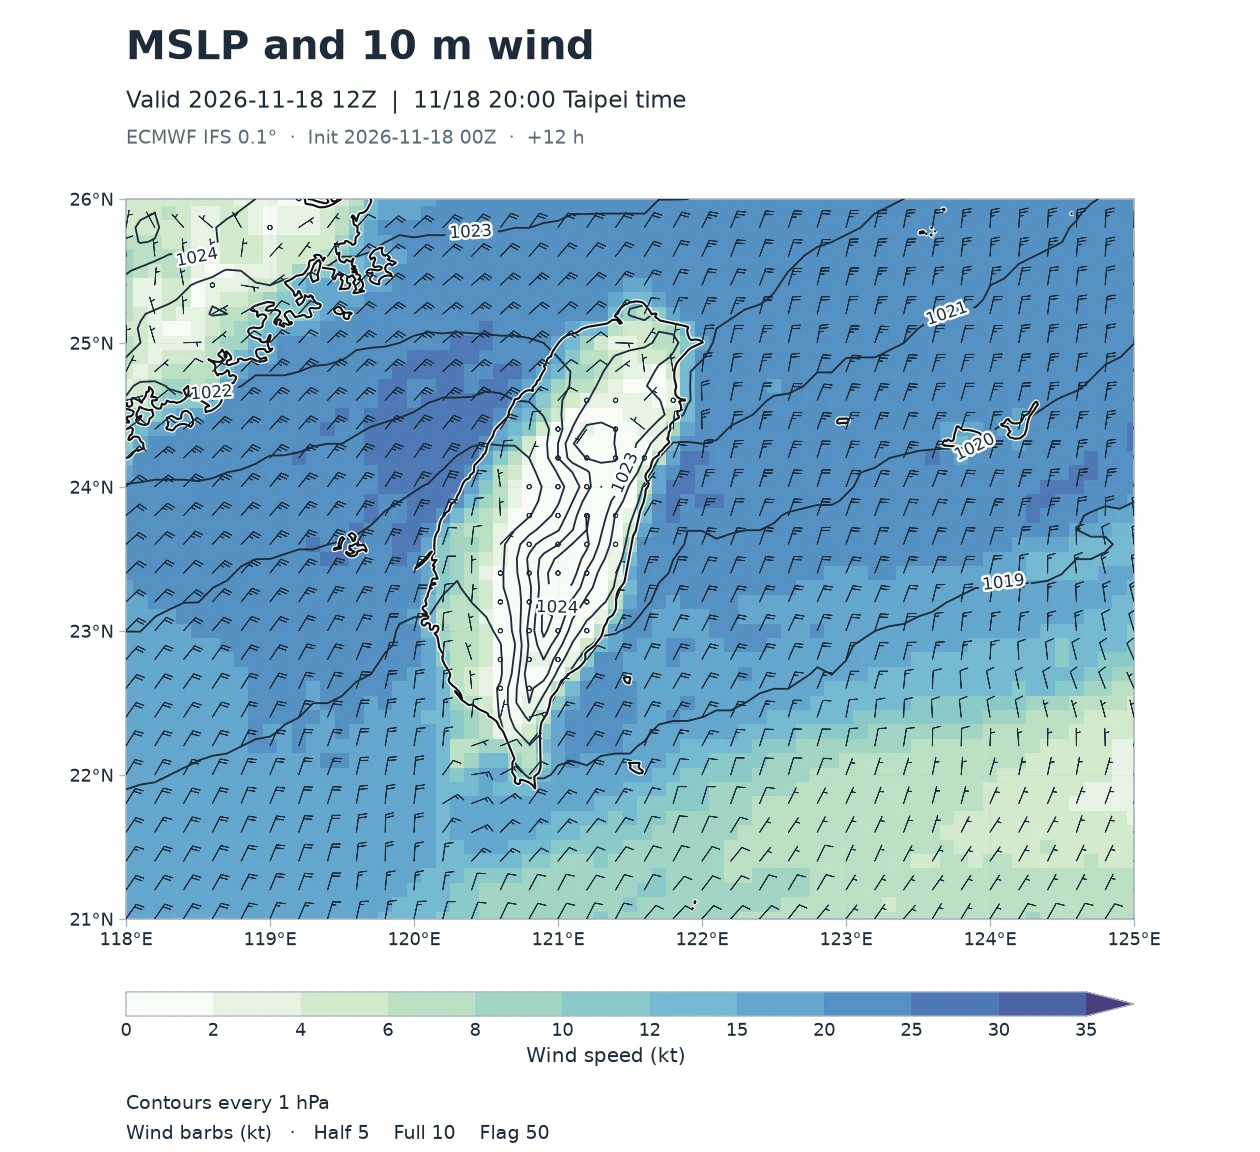 MSLP and 10 m wind
Valid 2026-11-18 12Z | 11/18 20:00 Taipei time
ECMWF IFS 0.1° · Init 2026-11-18 00Z · +12 h
26°N
25°N
24°N
23°N
22°N
21°N
1023
1024
1021
1022
1020
1023
1019
1024
118°E 119°E 120°E 121°E 122°E 123°E 124°E 125°E
0 2 4 6 8 10 12 15 20 25 30 35
Wind speed (kt)
Contours every 1 hPa
Wind barbs (kt) · Half 5 Full 10 Flag 50